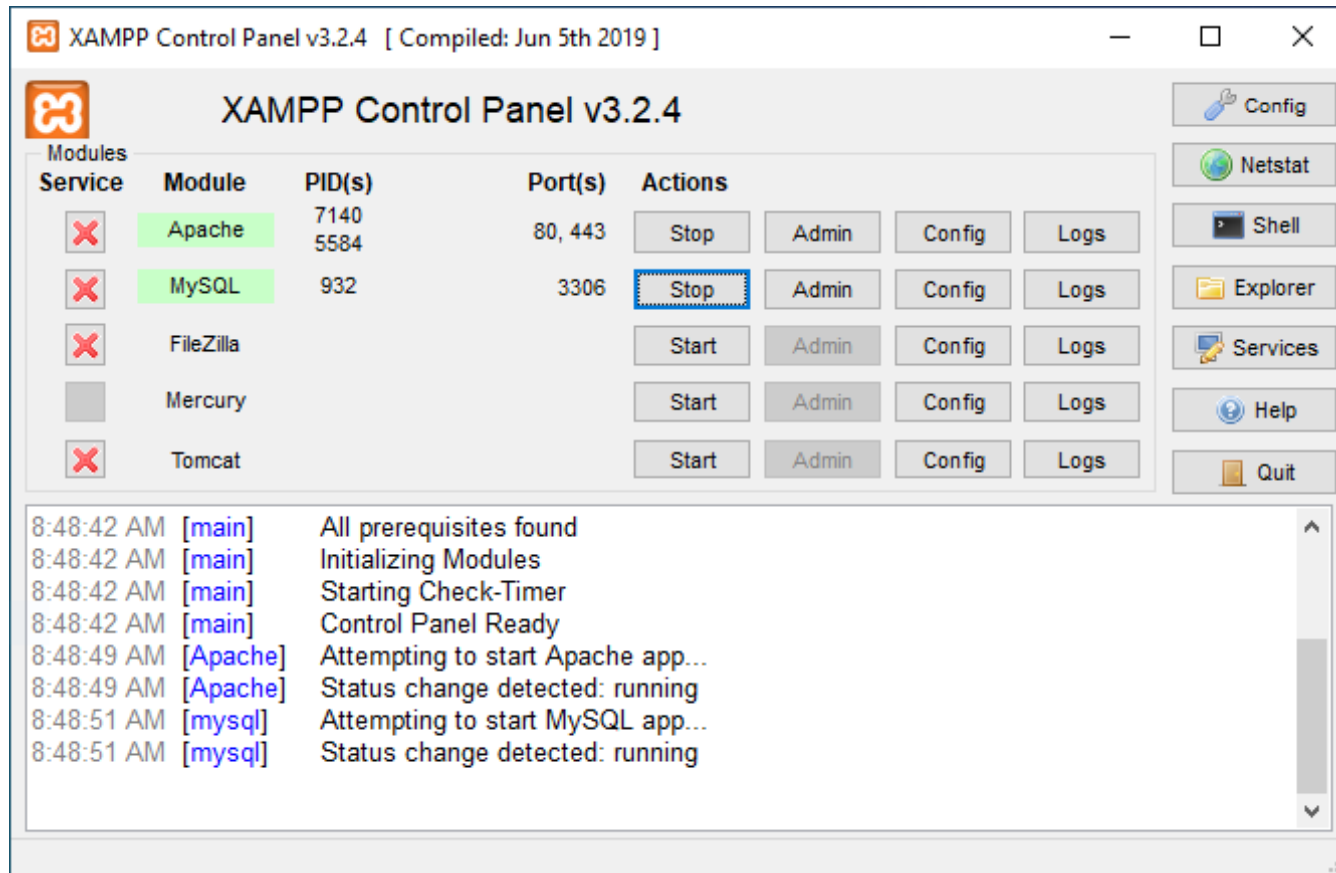 XAMPP Control Panel v3.2.4 [ Compiled: Jun 5th 2019 ]
XAMPP Control Panel v3.2.4
Config
Modules
Netstat
Service Module PID(s) Port(s) Actions
Apache 7140 5584 80, 443 Stop Admin Config Logs
Shell
MySQL 932 3306 Stop Admin Config Logs
Explorer
FileZilla Start Admin Config Logs
Services
Mercury Start Admin Config Logs
Help
Tomcat Start Admin Config Logs
Quit
8:48:42 AM [main] All prerequisites found
8:48:42 AM [main] Initializing Modules
8:48:42 AM [main] Starting Check-Timer
8:48:42 AM [main] Control Panel Ready
8:48:49 AM [Apache] Attempting to start Apache app...
8:48:49 AM [Apache] Status change detected: running
8:48:51 AM [mysql] Attempting to start MySQL app...
8:48:51 AM [mysql] Status change detected: running